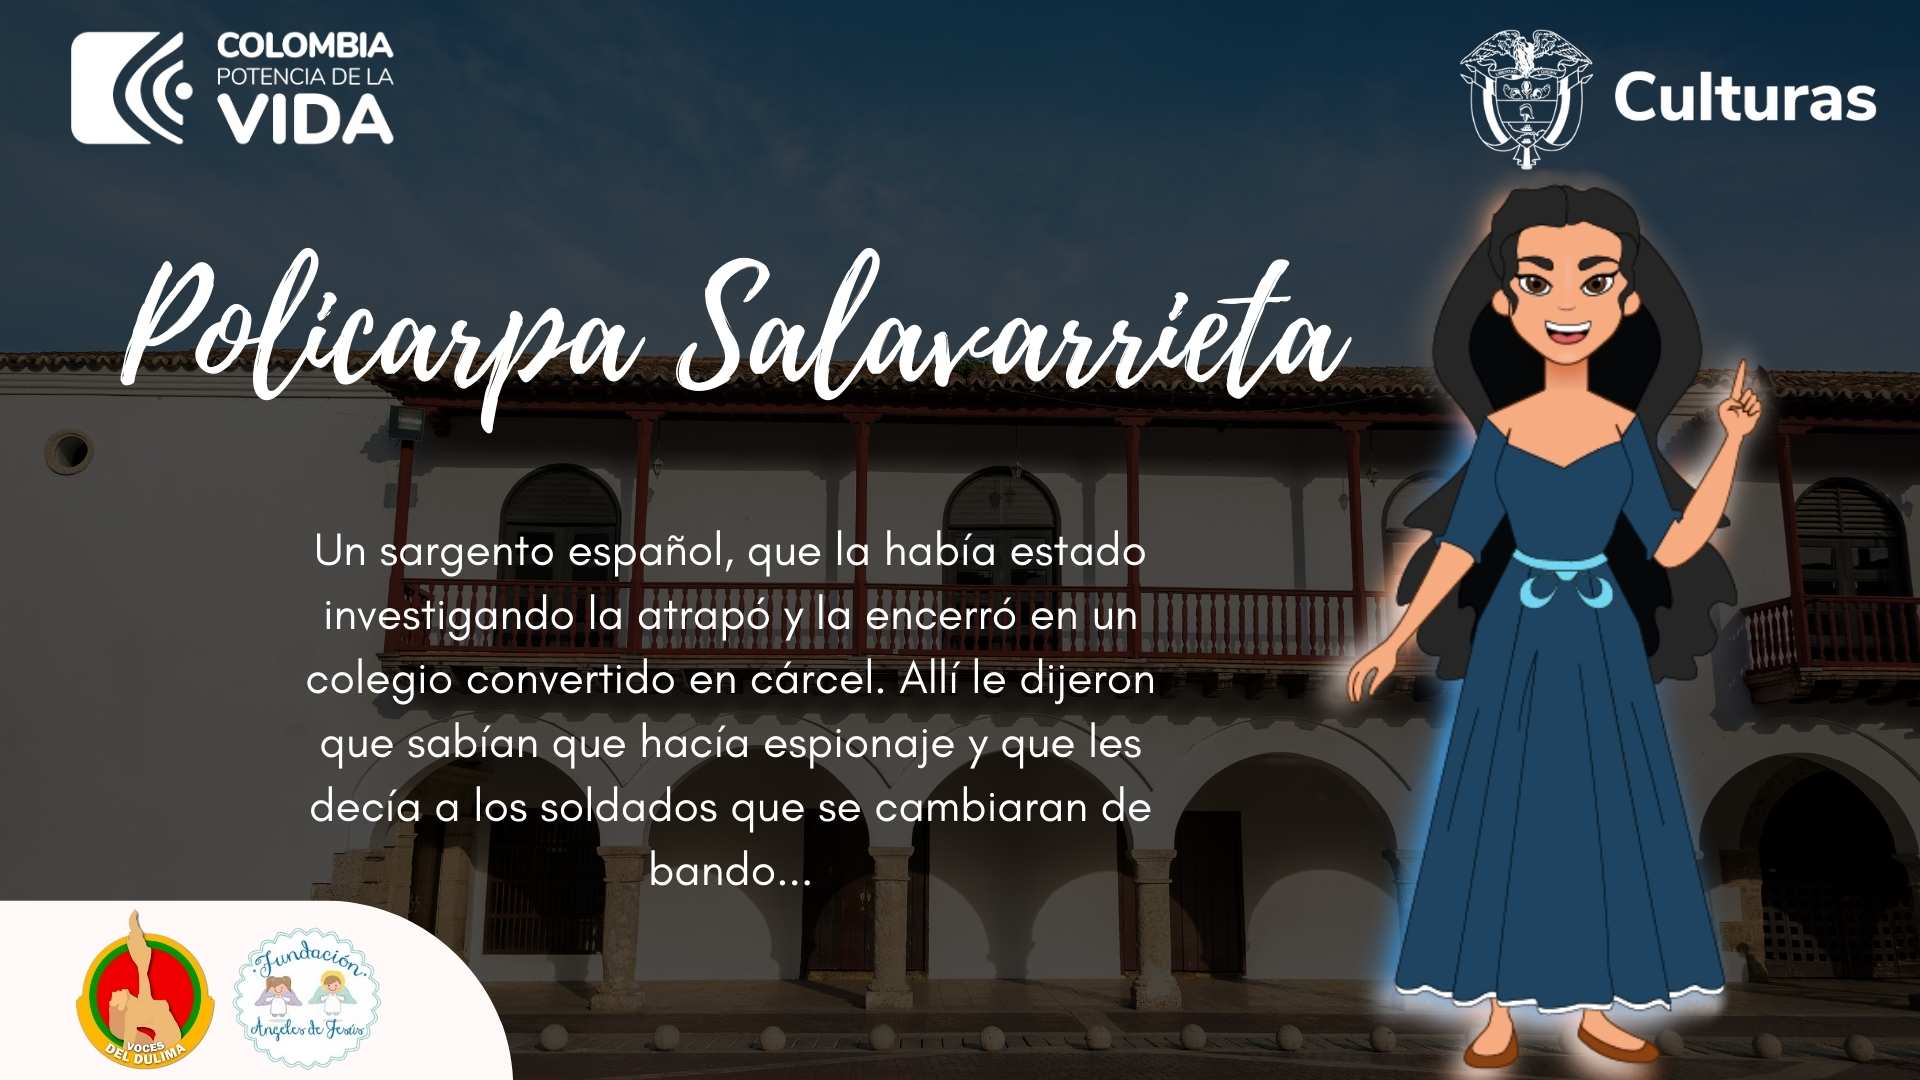 COLOMBIA
POTENCIA DE LA
VIDA
Culturas
Policarpa Salavarrieta
Un sargento español, que la había estado
investigando la atrapó y la encerró en un
colegio convertido en cárcel. Allí le dijeron
que sabían que hacía espionaje y que les
decía a los soldados que se cambiaran de
bando...
VOCES
DEL DULIMA
Fundación
Ángeles de Jesús